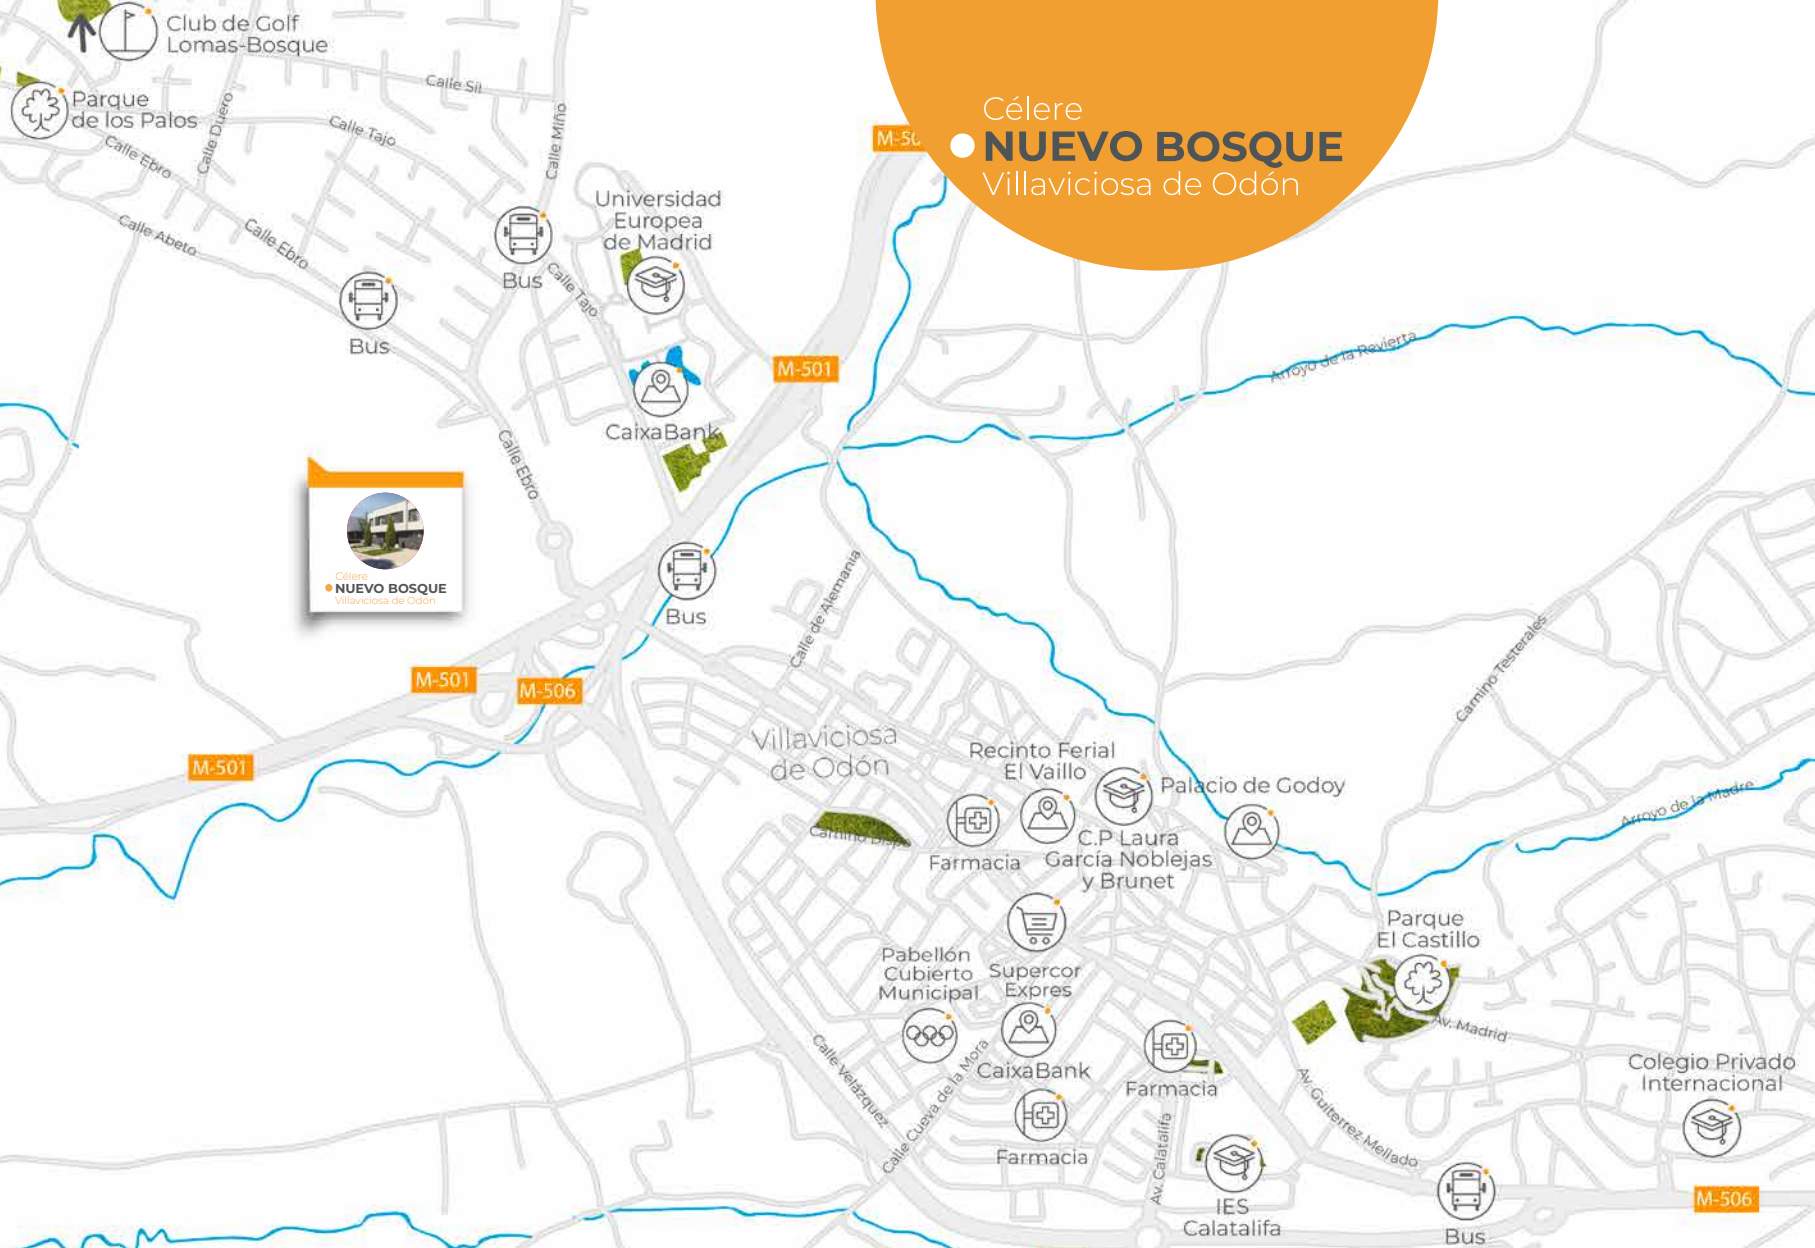 Club de Golf
Lomas-Bosque
Parque
de los Palos
Calle Sil
Calle Duero
Calle Tajo
Calle Miño
Calle Ebro
Calle Abeto
Calle Ebro
Bus
Bus
Calle Tajo
Universidad
Europea
de Madrid
CaixaBank
M-50
Célere
NUEVO BOSQUE
Villaviciosa de Odón
M-501
Arroyo de la Revierta
Calle Ebro
Célere
NUEVO BOSQUE
Villaviciosa de Odón
Bus
Calle de Alemania
M-501
M-506
M-501
Camino Testerales
Villaviciosa
de Odón
Recinto Ferial
El Vaillo
Palacio de Godoy
Arroyo de la Madre
Camino
Farmacia
C.P Laura
García Noblejas
y Brunet
Parque
El Castillo
Pabellón
Cubierto
Municipal
Supercor
Expres
Av. Madrid
Calle Velázquez
Calle Cueva de la Mora
CaixaBank
Farmacia
Colegio Privado
Internacional
Av. Guiterrez Mellado
Farmacia
Av. Calatalifa
IES
Calatalifa
Bus
M-506